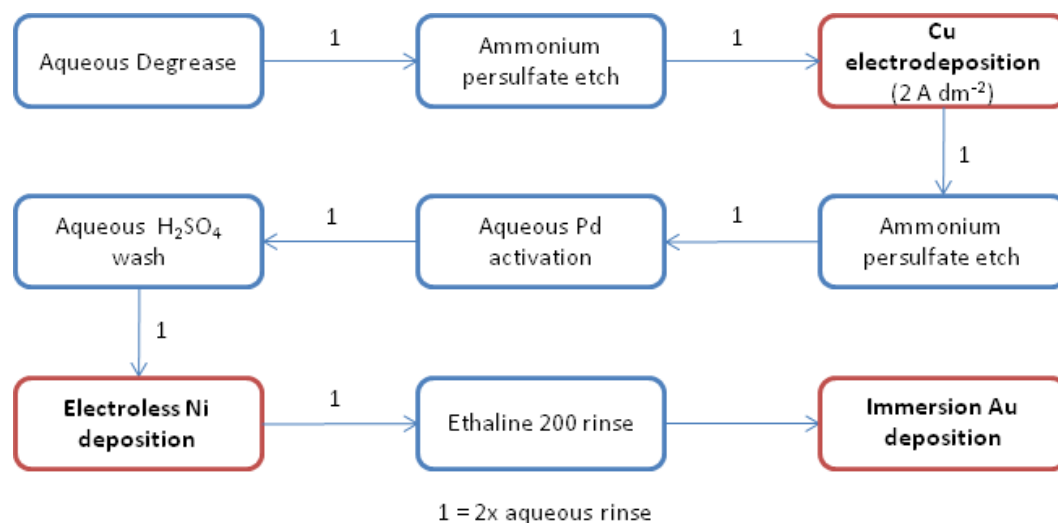 Aqueous Degrease
1
Ammonium
persulfate etch
1
Cu
electrodeposition
(2 A dm⁻²)
1
Ammonium
persulfate etch
1
Aqueous Pd
activation
1
Aqueous H₂SO₄
wash
1
Electroless Ni
deposition
1
Ethaline 200 rinse
Immersion Au
deposition
1 = 2x aqueous rinse